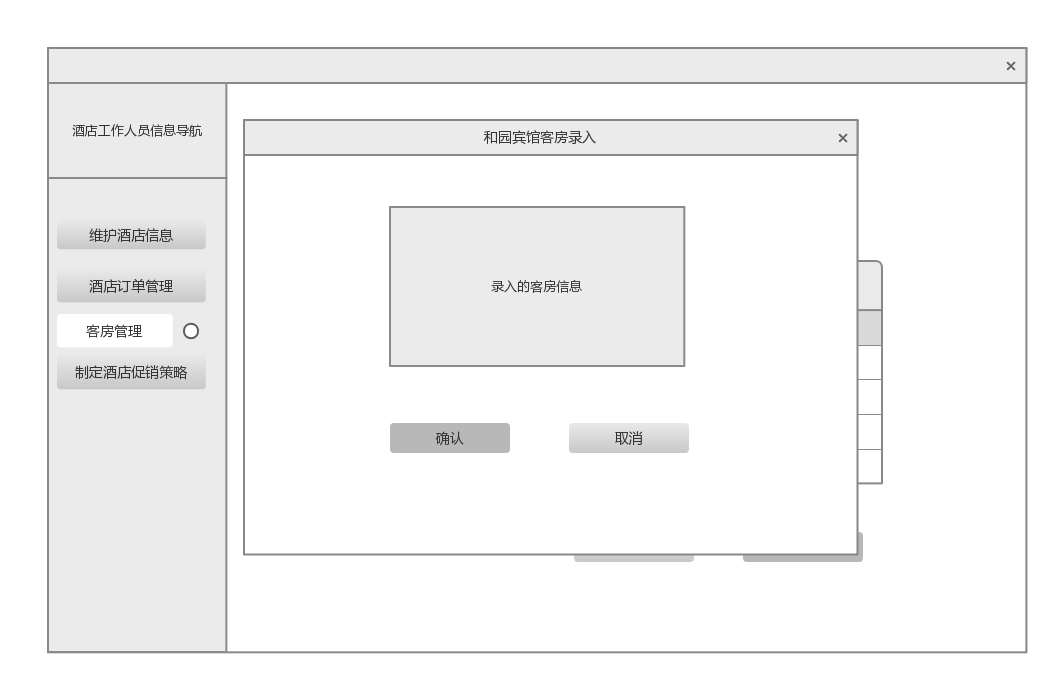 酒店工作人员信息导航
和园宾馆客房录入
维护酒店信息
录入的客房信息
酒店订单管理
客房管理
制定酒店促销策略
确认
取消